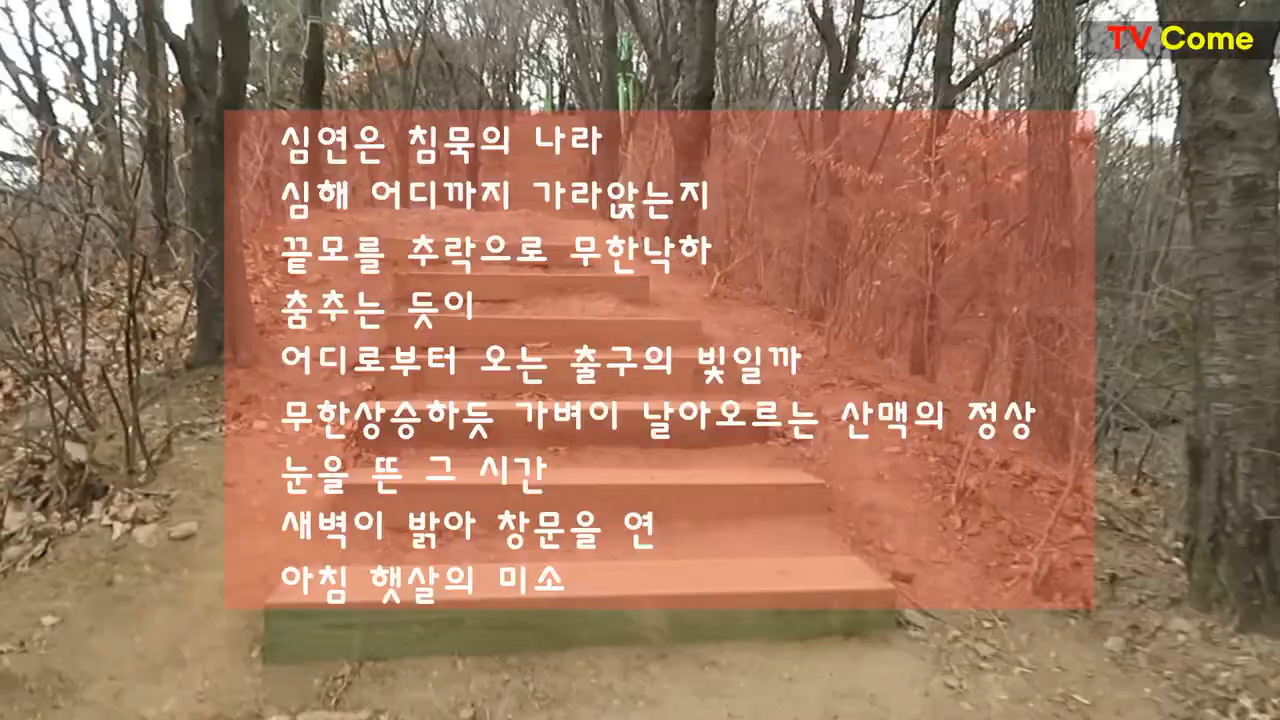 TV Come
심연은 침묵의 나라
심해 어디까지 가라앉는지
끝모를 추락으로 무한낙하
춤추는 듯이
어디로부터 오는 출구의 빛일까
무한상승하듯 가벼이 날아오르는 산맥의 정상
눈을 뜬 그 시간
새벽이 밝아 창문을 연
아침 햇살의 미소